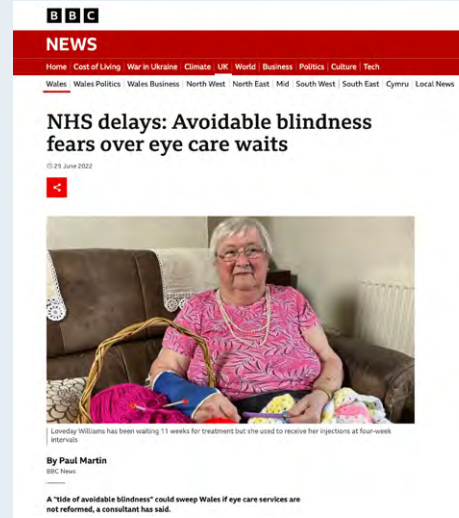 BBC
NEWS
Home Cost of Living War in Ukraine Climate UK World Business Politics Culture Tech
Wales Wales Politics Wales Business North West North East Mid South West South East Cymru Local News
NHS delays: Avoidable blindness
fears over eye care waits
29 June 2022
Loveday Williams has been waiting 11 weeks for treatment but she used to receive her injections at four-week
intervals
By Paul Martin
BBC News
A "tide of avoidable blindness" could sweep Wales if eye care services are
not reformed, a consultant has said.